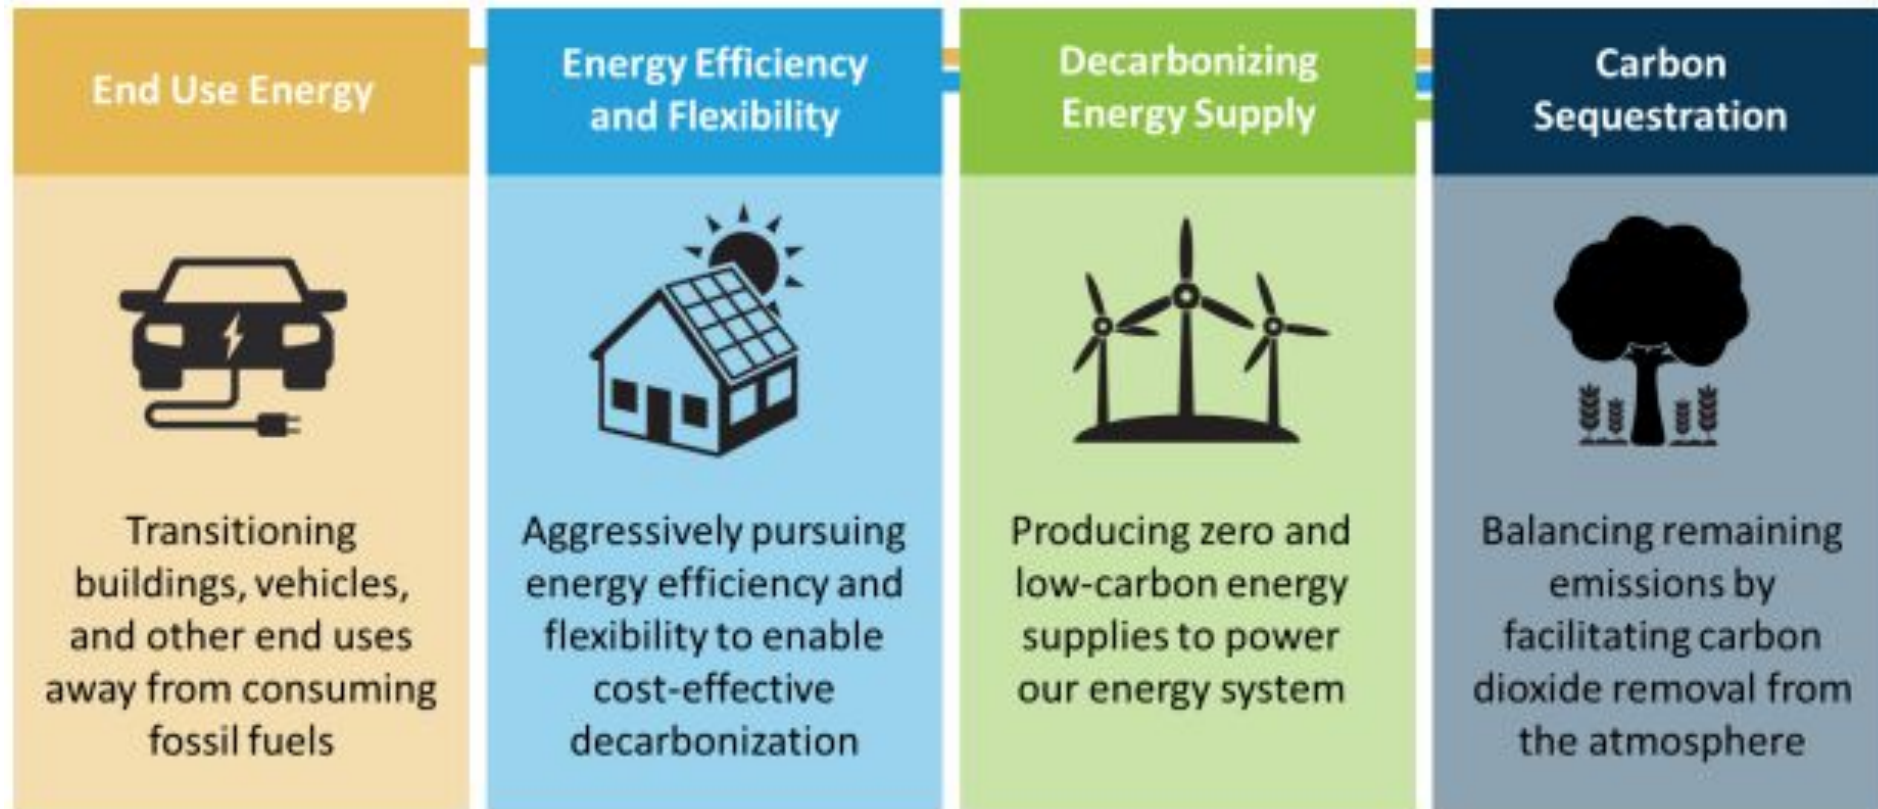 End Use Energy
Transitioning
buildings, vehicles,
and other end uses
away from consuming
fossil fuels
Energy Efficiency
and Flexibility
Aggressively pursuing
energy efficiency and
flexibility to enable
cost-effective
decarbonization
Decarbonizing
Energy Supply
Producing zero and
low-carbon energy
supplies to power
our energy system
Carbon
Sequestration
Balancing remaining
emissions by
facilitating carbon
dioxide removal from
the atmosphere